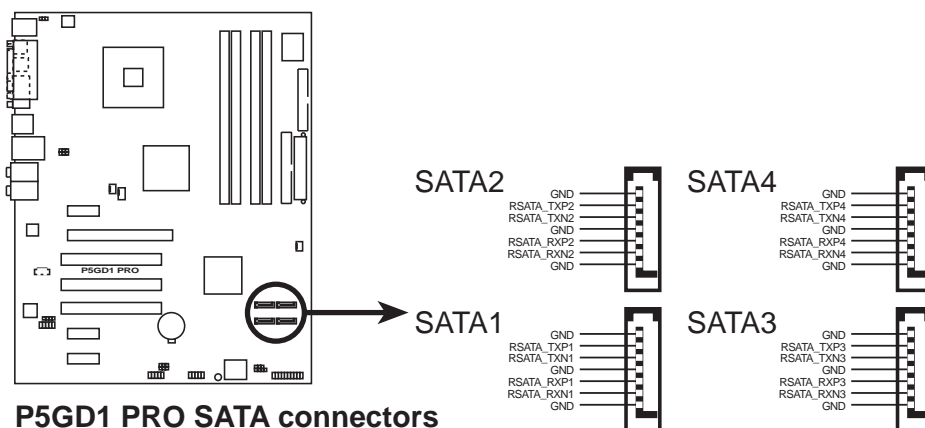 P5GD1 PRO
SATA2
GND
RSATA_TXP2
RSATA_TXN2
GND
RSATA_RXP2
RSATA_RXN2
GND
SATA4
GND
RSATA_TXP4
RSATA_TXN4
GND
RSATA_RXP4
RSATA_RXN4
GND
SATA1
GND
RSATA_TXP1
RSATA_TXN1
GND
RSATA_RXP1
RSATA_RXN1
GND
SATA3
GND
RSATA_TXP3
RSATA_TXN3
GND
RSATA_RXP3
RSATA_RXN3
GND
P5GD1 PRO SATA connectors